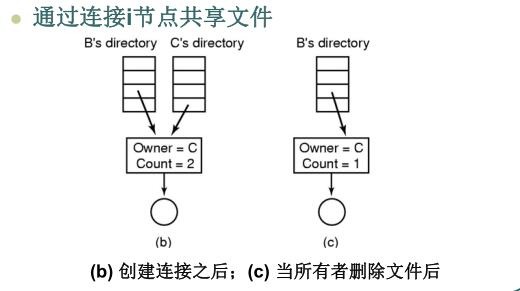 通过连接i节点共享文件
B's directory C's directory B's directory
Owner = C
Count = 2
Owner = C
Count = 1
(b) (c)
(b) 创建连接之后；(c) 当所有者删除文件后